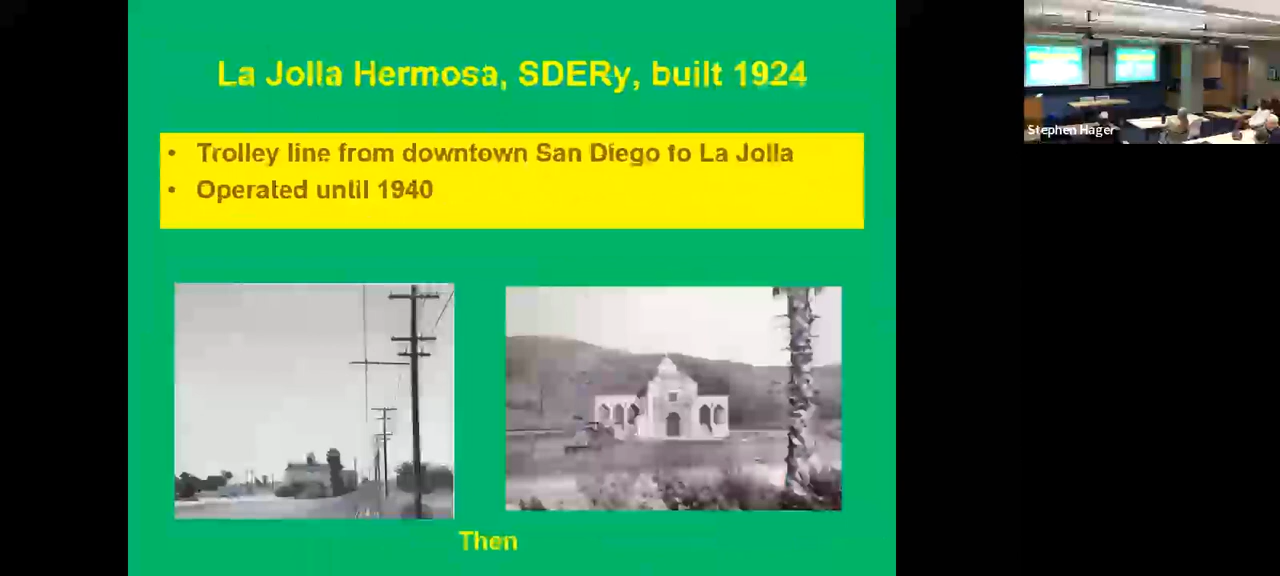 La Jolla Hermosa, SDERy, built 1924
• Trolley line from downtown San Diego to La Jolla
• Operated until 1940
Then
Stephen Hager